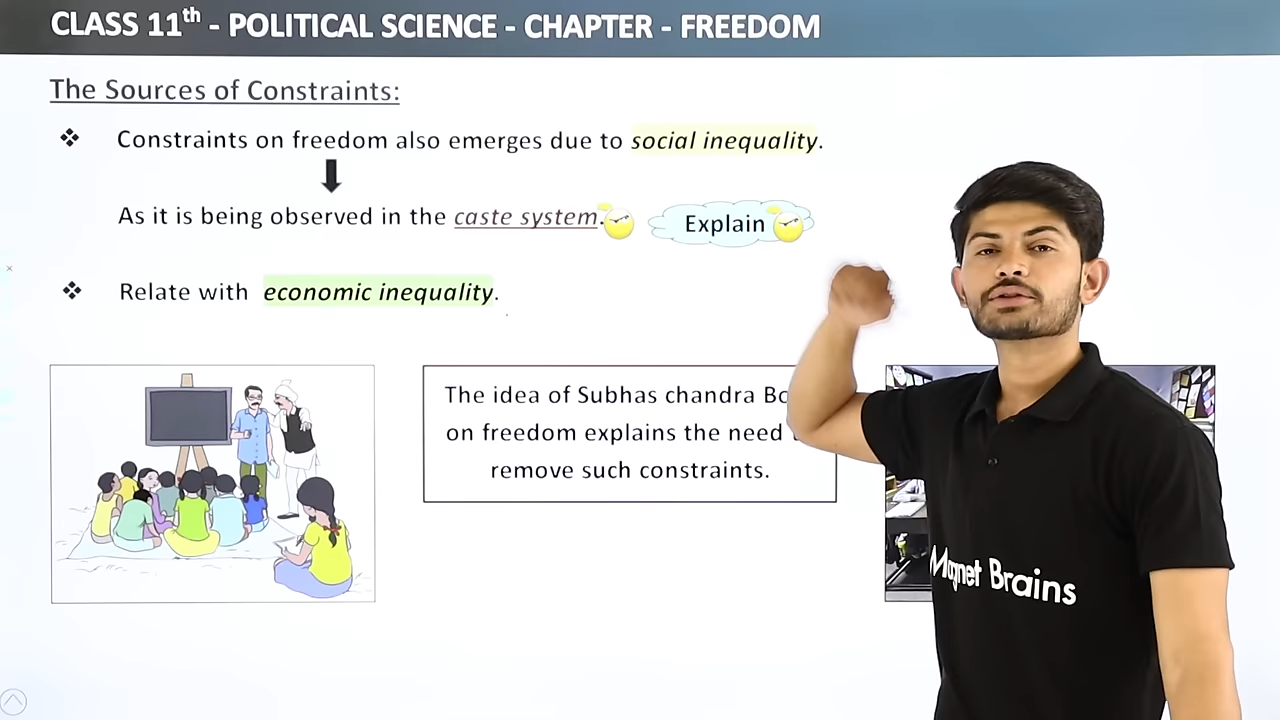 CLASS 11th - POLITICAL SCIENCE - CHAPTER - FREEDOM
The Sources of Constraints:
Constraints on freedom also emerges due to social inequality.
As it is being observed in the caste system.
Explain
Relate with economic inequality.
The idea of Subhas chandra
on freedom explains the need
remove such constraints.
Magnet Brains